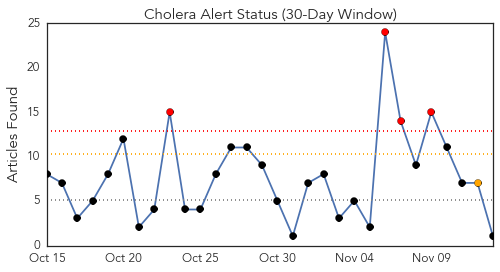 Cholera Alert Status (30-Day Window)
Articles Found
25
20
15
10
5
0
Oct 15 Oct 20 Oct 25 Oct 30 Nov 04 Nov 09